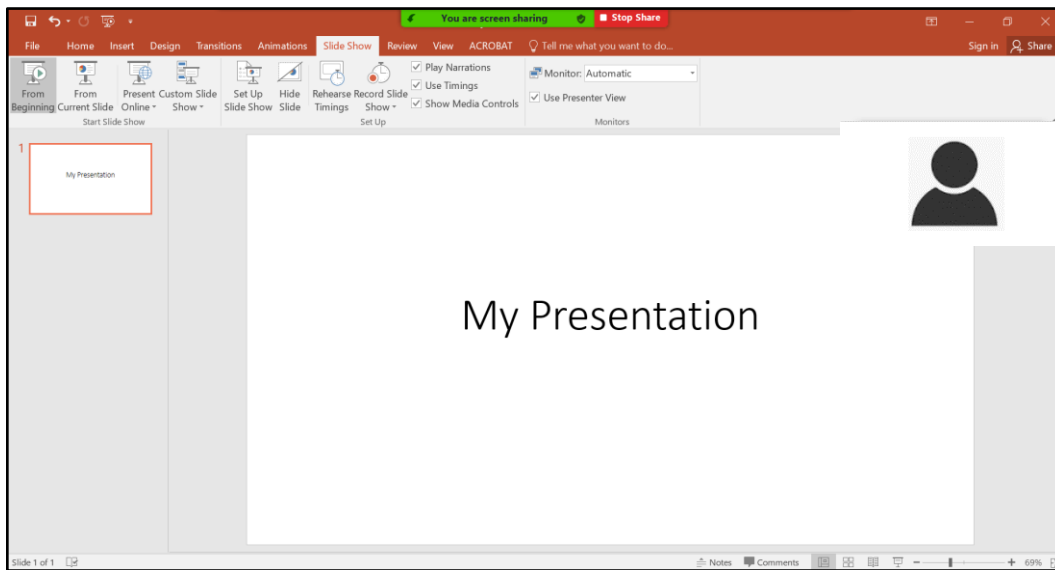 You are screen sharing Stop Share
File Home Insert Design Transitions Animations Slide Show Review View ACROBAT Tell me what you want to do... Sign in Share
From Beginning
From Current Slide
Present Online
Custom Slide Show
Set Up Slide Show
Hide Slide
Rehearse Timings
Record Slide Show
Play Narrations
Use Timings
Show Media Controls
Monitor: Automatic
Use Presenter View
Start Slide Show Set Up Monitors
1
My Presentation
My Presentation
Slide 1 of 1 Notes Comments 69%